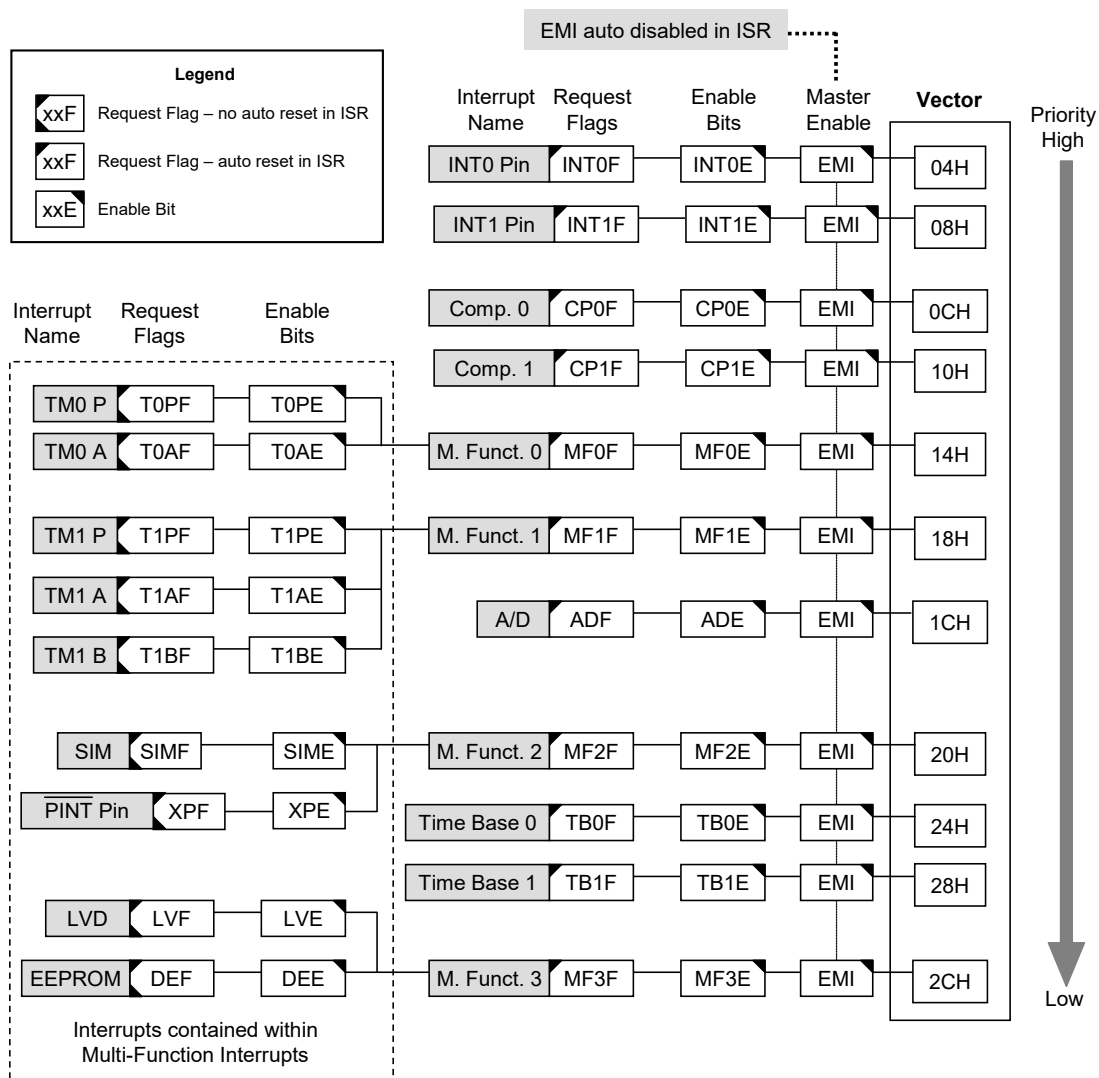 EMI auto disabled in ISR
Legend
xxF Request Flag – no auto reset in ISR
xxF Request Flag – auto reset in ISR
xxE Enable Bit
Interrupt Name Request Flags Enable Bits Master Enable Vector Priority High
INT0 Pin INT0F INT0E EMI 04H
INT1 Pin INT1F INT1E EMI 08H
Comp. 0 CP0F CP0E EMI 0CH
Comp. 1 CP1F CP1E EMI 10H
Interrupt Name Request Flags Enable Bits
TM0 P T0PF T0PE
TM0 A T0AF T0AE M. Funct. 0 MF0F MF0E EMI 14H
TM1 P T1PF T1PE M. Funct. 1 MF1F MF1E EMI 18H
TM1 A T1AF T1AE
A/D ADF ADE EMI 1CH
TM1 B T1BF T1BE
SIM SIMF SIME M. Funct. 2 MF2F MF2E EMI 20H
PINT Pin XPF XPE
Time Base 0 TB0F TB0E EMI 24H
Time Base 1 TB1F TB1E EMI 28H
LVD LVF LVE
EEPROM DEF DEE M. Funct. 3 MF3F MF3E EMI 2CH
Low
Interrupts contained within
Multi-Function Interrupts